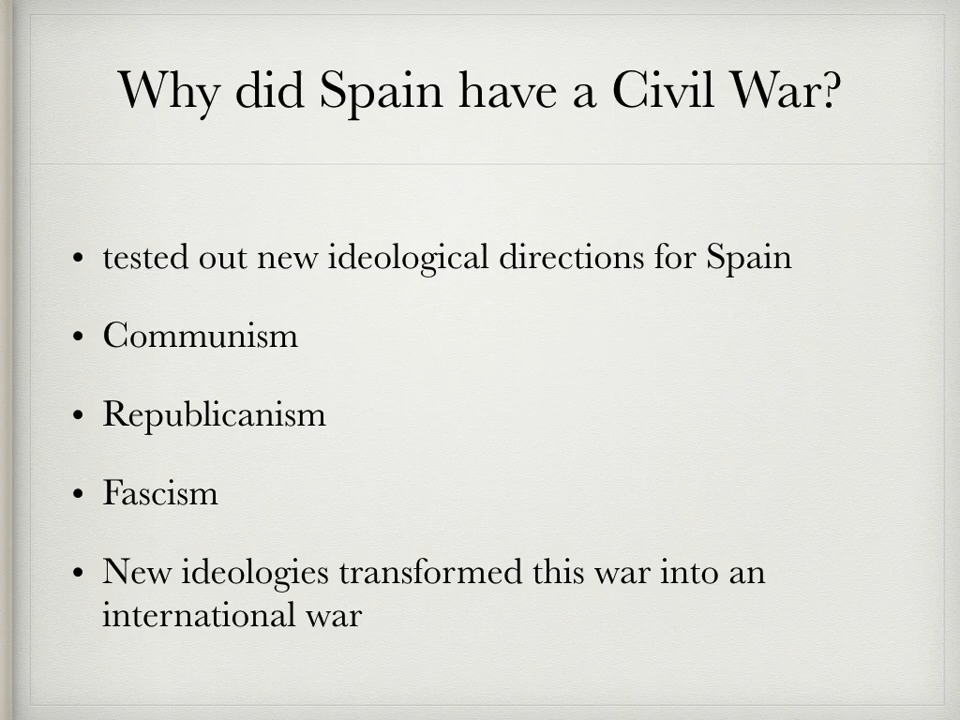 Why did Spain have a Civil War?
• tested out new ideological directions for Spain
• Communism
• Republicanism
• Fascism
• New ideologies transformed this war into an
international war